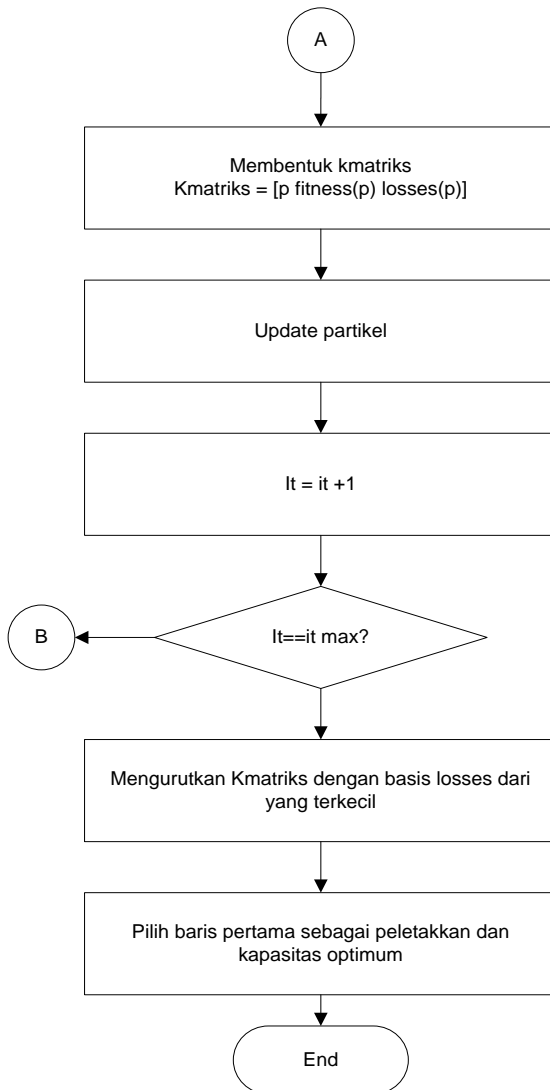 A
Membentuk kmatriks
Kmatriks = [p fitness(p) losses(p)]
Update partikel
It = it +1
It==it max?
B
Mengurutkan Kmatriks dengan basis losses dari
yang terkecil
Pilih baris pertama sebagai peletakkan dan
kapasitas optimum
End